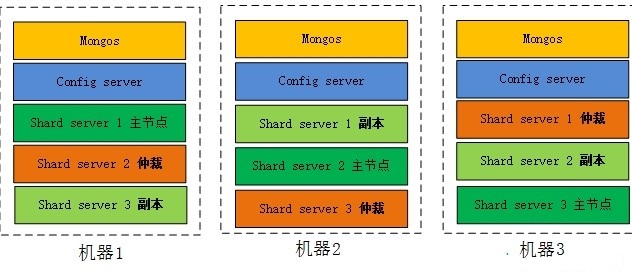 Mongos
Config server
Shard server 1 主节点
Shard server 2 仲裁
Shard server 3 副本
机器1
Mongos
Config server
Shard server 1 副本
Shard server 2 主节点
Shard server 3 仲裁
机器2
Mongos
Config server
Shard server 1 仲裁
Shard server 2 副本
Shard server 3 主节点
机器3